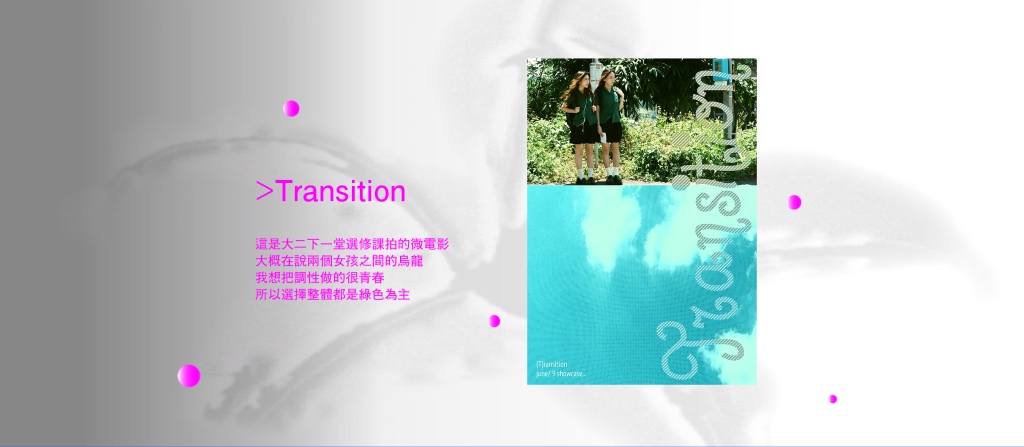 >Transition
這是大二下一堂選修課拍的微電影
大概在說兩個女孩之間的烏龍
我想把調性做的很青春
所以選擇整體都是綠色為主
Transition
(T)ransition
june/ 9 showcase...